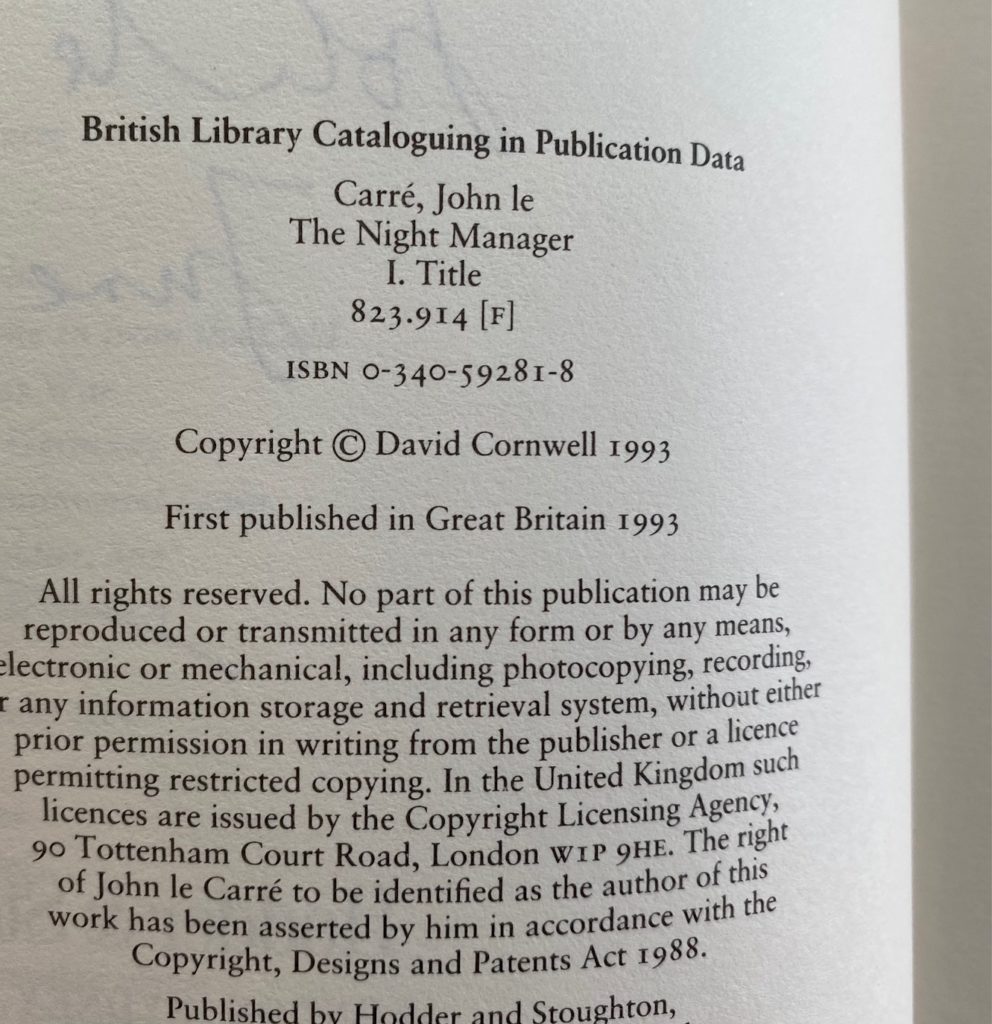 British Library Cataloguing in Publication Data
Carré, John le
The Night Manager
I. Title
823.914 [F]
ISBN 0-340-59281-8
Copyright © David Cornwell 1993
First published in Great Britain 1993
All rights reserved. No part of this publication may be
reproduced or transmitted in any form or by any means,
electronic or mechanical, including photocopying, recording,
r any information storage and retrieval system, without either
prior permission in writing from the publisher or a licence
permitting restricted copying. In the United Kingdom such
licences are issued by the Copyright Licensing Agency,
90 Tottenham Court Road, London W1P 9HE. The right
of John le Carré to be identified as the author of this
work has been asserted by him in accordance with the
Copyright, Designs and Patents Act 1988.
Published by Hodder and Stoughton,